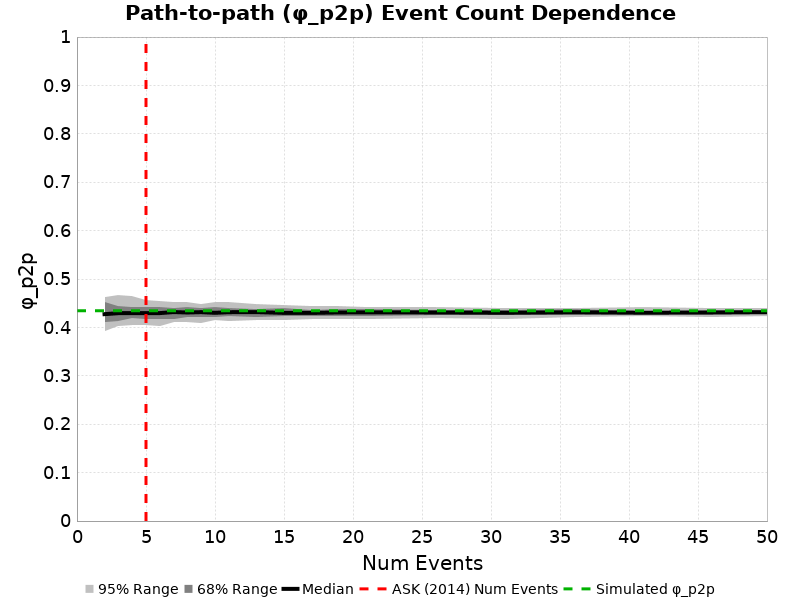 Path-to-path (φ_p2p) Event Count Dependence
1
0.9
0.8
0.7
0.6
0.5
0.4
0.3
0.2
0.1
0
φ_p2p
0 5 10 15 20 25 30 35 40 45 50
Num Events
95% Range 68% Range Median ASK (2014) Num Events Simulated φ_p2p